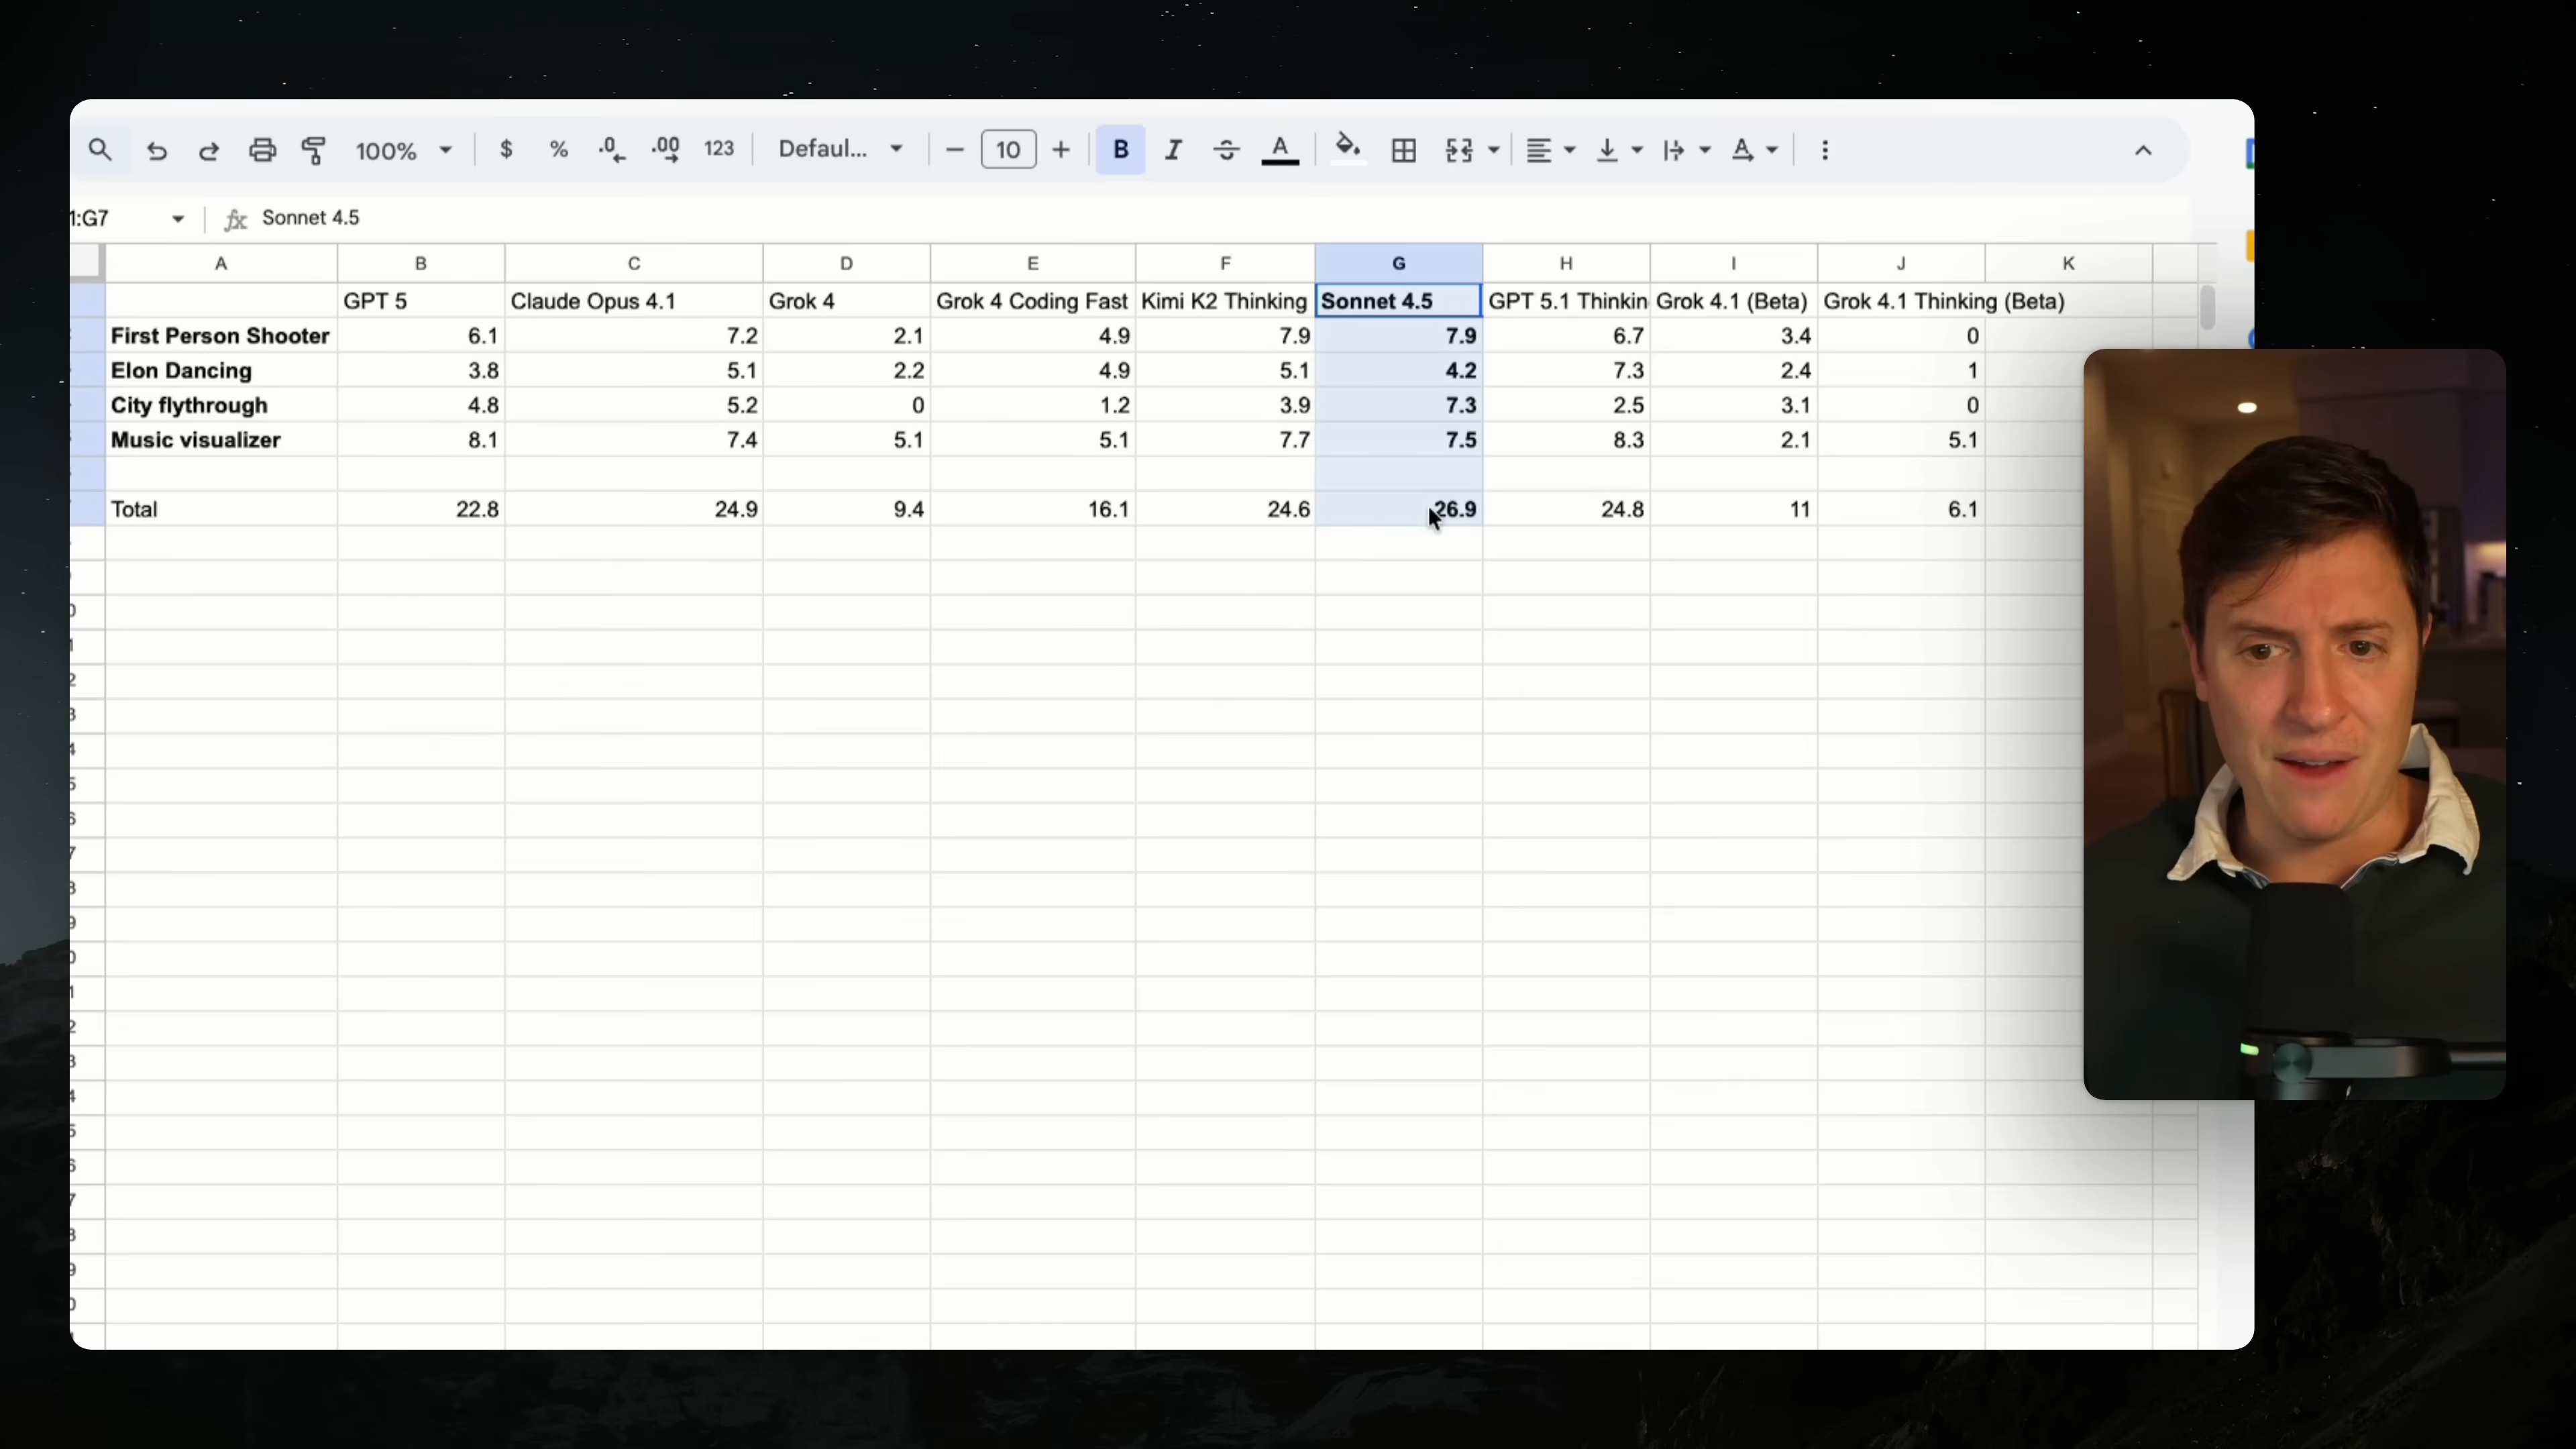 100% $ % .0 .00 123 Defaul... 10 B I A
1:G7 Sonnet 4.5
A B C D E F G H I J K
GPT 5 Claude Opus 4.1 Grok 4 Grok 4 Coding Fast Kimi K2 Thinking Sonnet 4.5 GPT 5.1 Thinkin Grok 4.1 (Beta) Grok 4.1 Thinking (Beta)
First Person Shooter 6.1 7.2 2.1 4.9 7.9 7.9 6.7 3.4 0
Elon Dancing 3.8 5.1 2.2 4.9 5.1 4.2 7.3 2.4 1
City flythrough 4.8 5.2 0 1.2 3.9 7.3 2.5 3.1 0
Music visualizer 8.1 7.4 5.1 5.1 7.7 7.5 8.3 2.1 5.1
Total 22.8 24.9 9.4 16.1 24.6 26.9 24.8 11 6.1